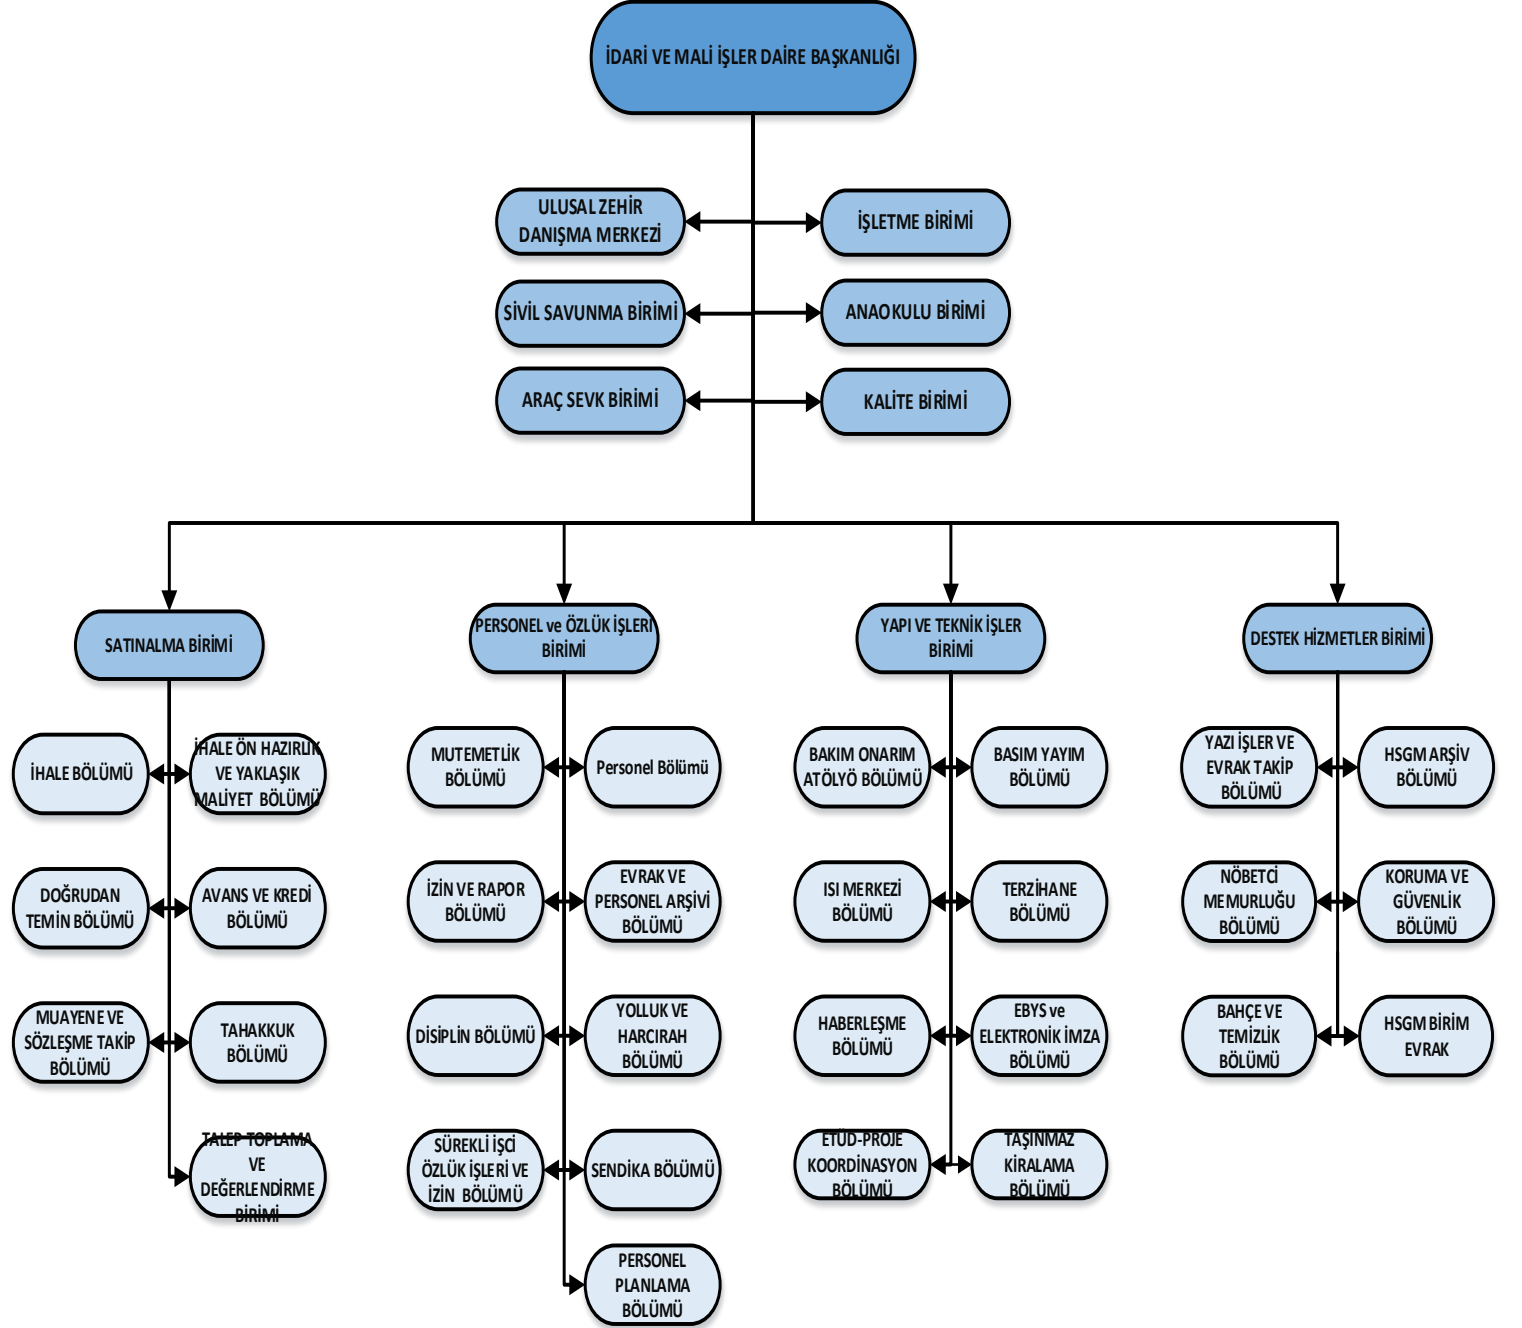 İDARİ VE MALİ İŞLER DAİRE BAŞKANLIĞI
ULUSAL ZEHİR
DANIŞMA MERKEZİ
İŞLETME BİRİMİ
SİVİL SAVUNMA BİRİMİ
ANAOKULU BİRİMİ
ARAÇ SEVK BİRİMİ
KALİTE BİRİMİ
SATINALMA BİRİMİ
PERSONEL ve ÖZLÜK İŞLERİ
BİRİMİ
YAPI VE TEKNİK İŞLER
BİRİMİ
DESTEK HİZMETLER BİRİMİ
İHALE BÖLÜMÜ
İHALE ÖN HAZIRLIK
VE YAKLAŞIK
MALİYET BÖLÜMÜ
MUTEMETLİK
BÖLÜMÜ
Personel Bölümü
BAKIM ONARIM
ATÖLYÖ BÖLÜMÜ
BASIM YAYIM
BÖLÜMÜ
YAZI İŞLER VE
EVRAK TAKİP
BÖLÜMÜ
HSGM ARŞİV
BÖLÜMÜ
DOĞRUDAN
TEMİN BÖLÜMÜ
AVANS VE KREDİ
BÖLÜMÜ
İZİN VE RAPOR
BÖLÜMÜ
EVRAK VE
PERSONEL ARŞİVİ
BÖLÜMÜ
ISI MERKEZİ
BÖLÜMÜ
TERZİHANE
BÖLÜMÜ
NÖBETCİ
MEMURLUĞU
BÖLÜMÜ
KORUMA VE
GÜVENLİK
BÖLÜMÜ
MUAYENE VE
SÖZLEŞME TAKİP
BÖLÜMÜ
TAHAKKUK
BÖLÜMÜ
DISİPLİN BÖLÜMÜ
YOLLUK VE
HARCIRAH
BÖLÜMÜ
HABERLEŞME
BÖLÜMÜ
EBYS ve
ELEKTRONİK İMZA
BÖLÜMÜ
BAHÇE VE
TEMİZLİK
BÖLÜMÜ
HSGM BİRİM
EVRAK
TALEP TOPLAMA
VE
DEĞERLENDİRME
BİRİMİ
SÜREKLİ İŞCİ
ÖZLÜK İŞLERİ VE
İZİN BÖLÜMÜ
SENDİKA BÖLÜMÜ
ETÜD-PROJE
KOORDİNASYON
BÖLÜMÜ
TAŞINMAZ
KİRALAMA
BÖLÜMÜ
PERSONEL
PLANLAMA
BÖLÜMÜ